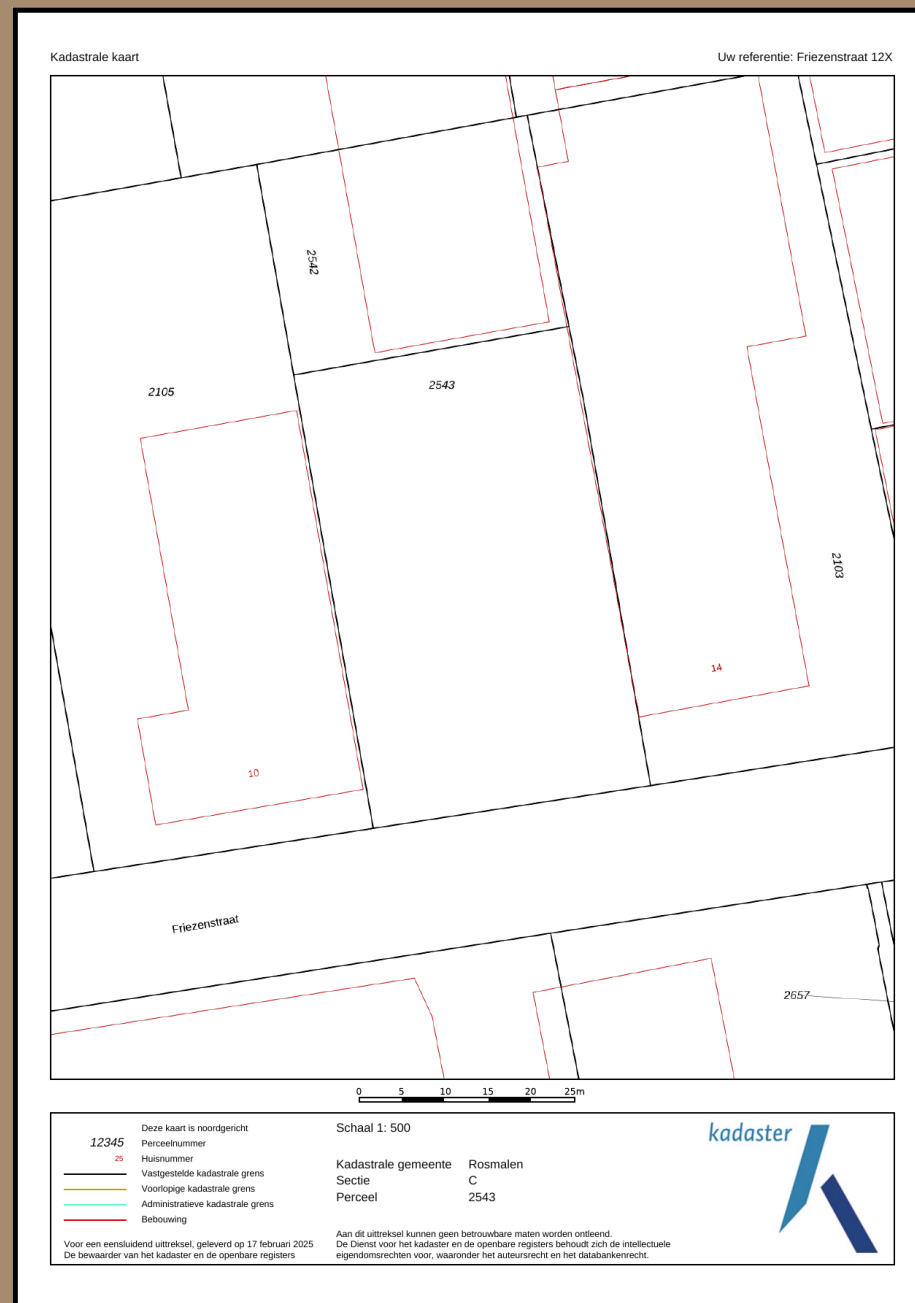 Kadastrale kaart
Uw referentie: Friezenstraat 12X
2542
2105
2543
2103
14
10
Friezenstraat
2657
0 5 10 15 20 25m
Deze kaart is noordgericht
12345 Perceelnummer
25 Huisnummer
Vastgestelde kadastrale grens
Voorlopige kadastrale grens
Administratieve kadastrale grens
Bebouwing
Voor een eensluidend uittreksel, geleverd op 17 februari 2025
De bewaarder van het kadaster en de openbare registers
Schaal 1: 500
Kadastrale gemeente Rosmalen
Sectie C
Perceel 2543
Aan dit uittreksel kunnen geen betrouwbare maten worden ontleend.
De Dienst voor het kadaster en de openbare registers behoudt zich de intellectuele
eigendomsrechten voor, waaronder het auteursrecht en het databankenrecht.
kadaster